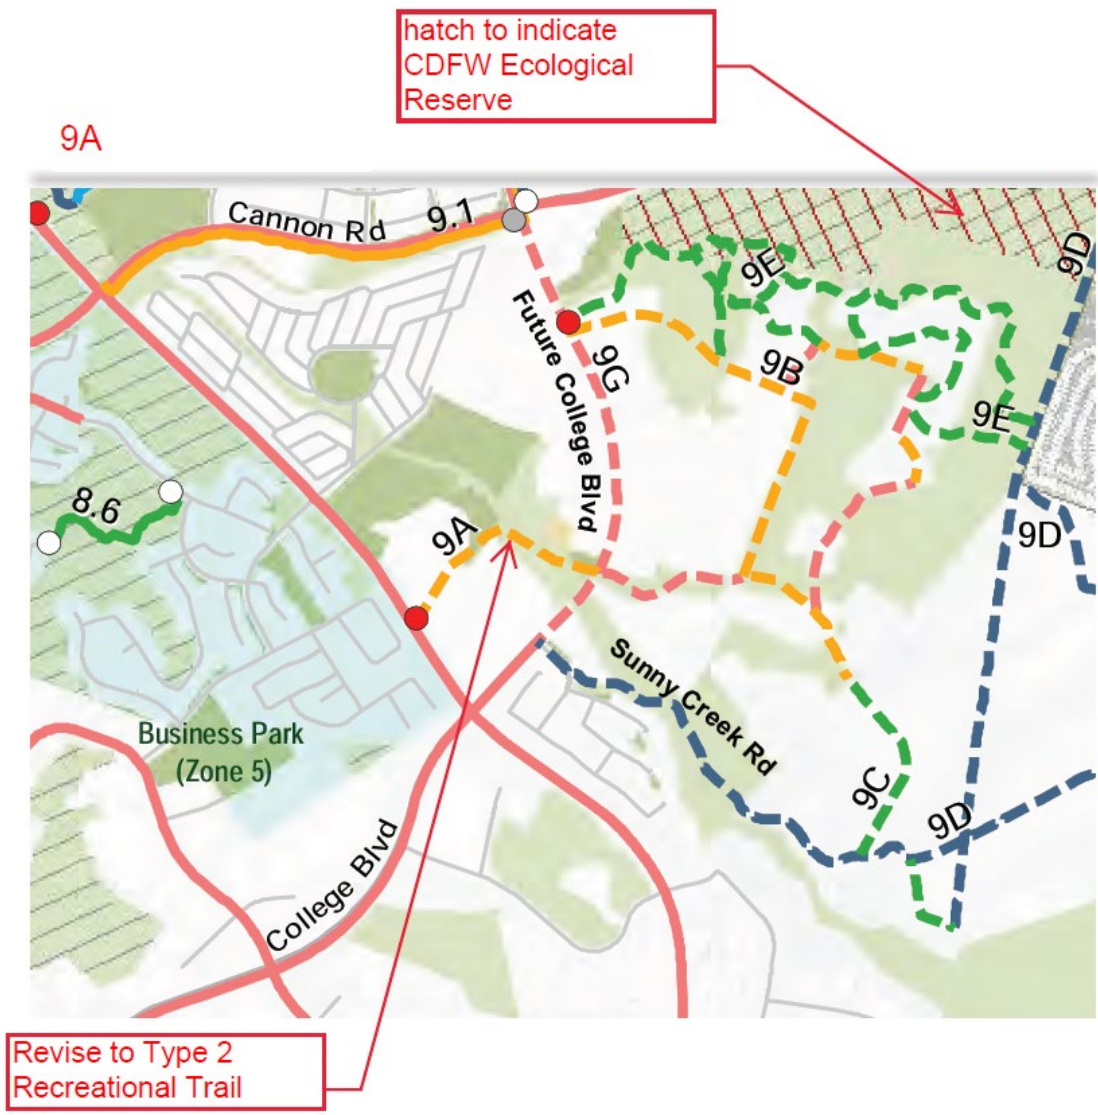 hatch to indicate
CDFW Ecological
Reserve
9A
Cannon Rd
9.1
9D
9E
Future College Blvd
9G
9B
9E
8.6
9A
9D
Sunny Creek Rd
Business Park
(Zone 5)
9C
9D
College Blvd
Revise to Type 2
Recreational Trail